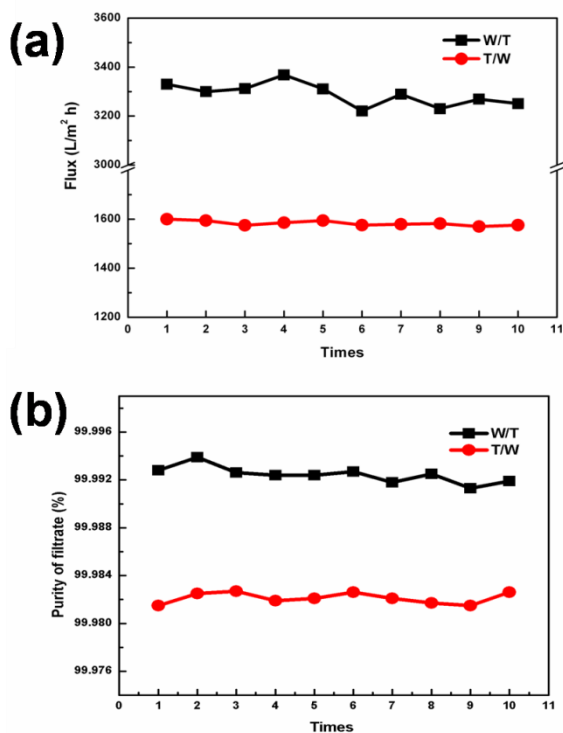 (a)
W/T
T/W
Flux (L/m² h)
3600
3400
3200
3000
1600
1400
1200
0 1 2 3 4 5 6 7 8 9 10 11
Times
(b)
W/T
T/W
Purity of filtrate (%)
99.996
99.992
99.988
99.984
99.980
99.976
0 1 2 3 4 5 6 7 8 9 10 11
Times